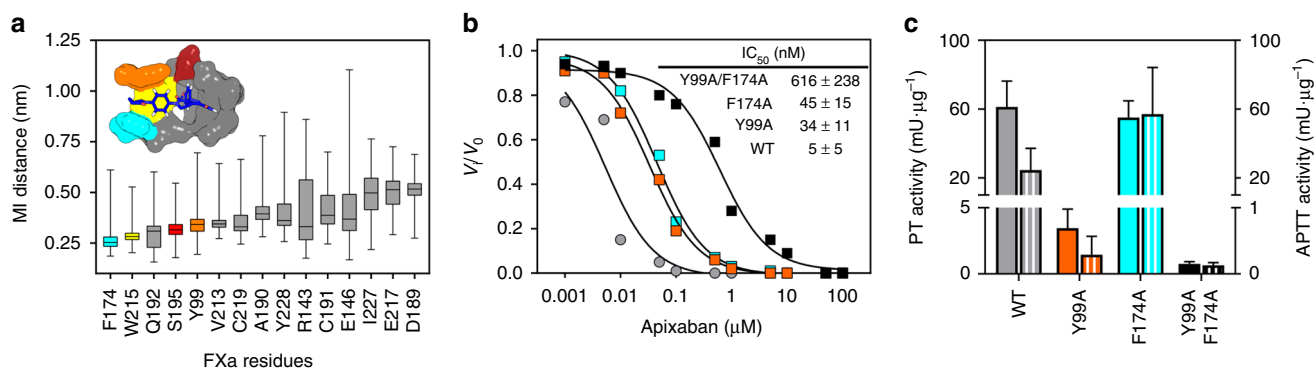 a
1.25
1.00
0.75
0.50
0.25
MI distance (nm)
F174
W215
Q192
S195
Y99
V213
C219
A190
Y228
R143
C191
E146
I227
E217
D189
FXa residues
b
1.0
0.8
0.6
0.4
0.2
0.0
Vi/V0
IC50 (nM)
Y99A/F174A 616 ± 238
F174A 45 ± 15
Y99A 34 ± 11
WT 5 ± 5
0.001 0.01 0.1 1 10 100
Apixaban (μM)
c
100
60
20
5
0
PT activity (mU·μg⁻¹)
100
60
20
1
0
APTT activity (mU·μg⁻¹)
WT
Y99A
F174A
Y99A
F174A